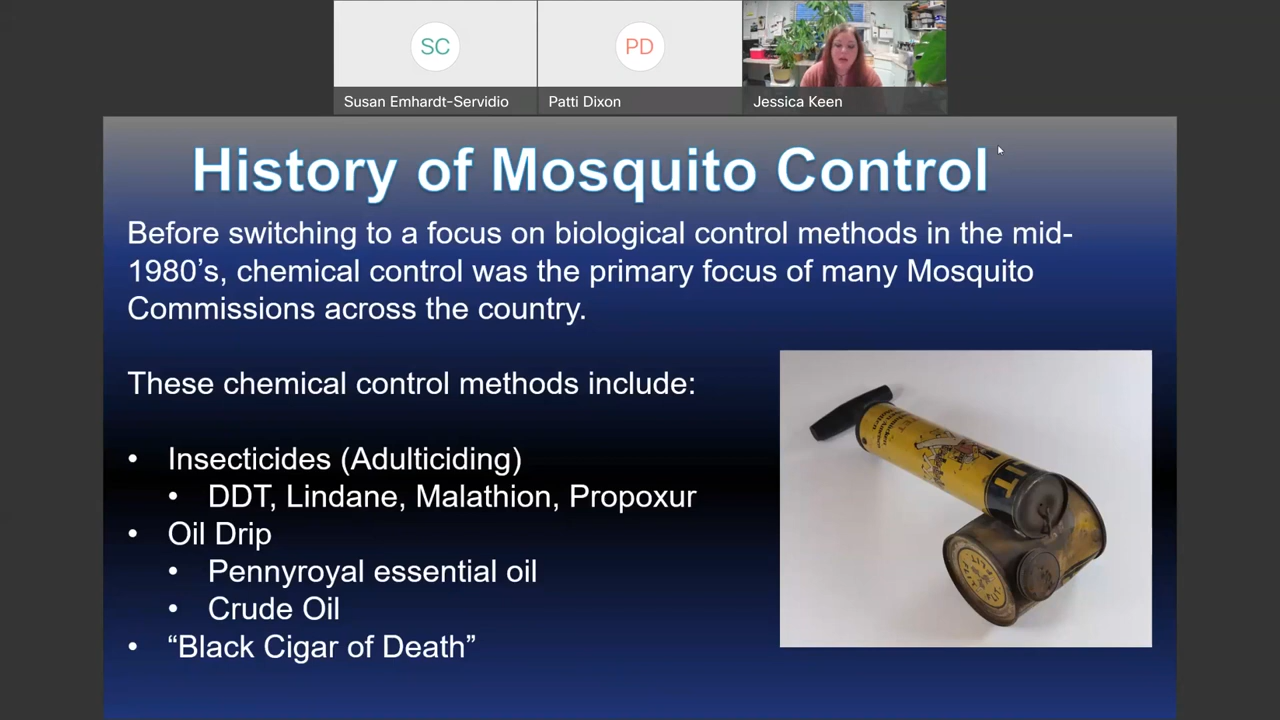 SC
PD
Susan Emhardt-Servidio
Patti Dixon
Jessica Keen
History of Mosquito Control
Before switching to a focus on biological control methods in the mid-
1980's, chemical control was the primary focus of many Mosquito
Commissions across the country.
These chemical control methods include:
• Insecticides (Adulticiding)
• DDT, Lindane, Malathion, Propoxur
• Oil Drip
• Pennyroyal essential oil
• Crude Oil
• “Black Cigar of Death”